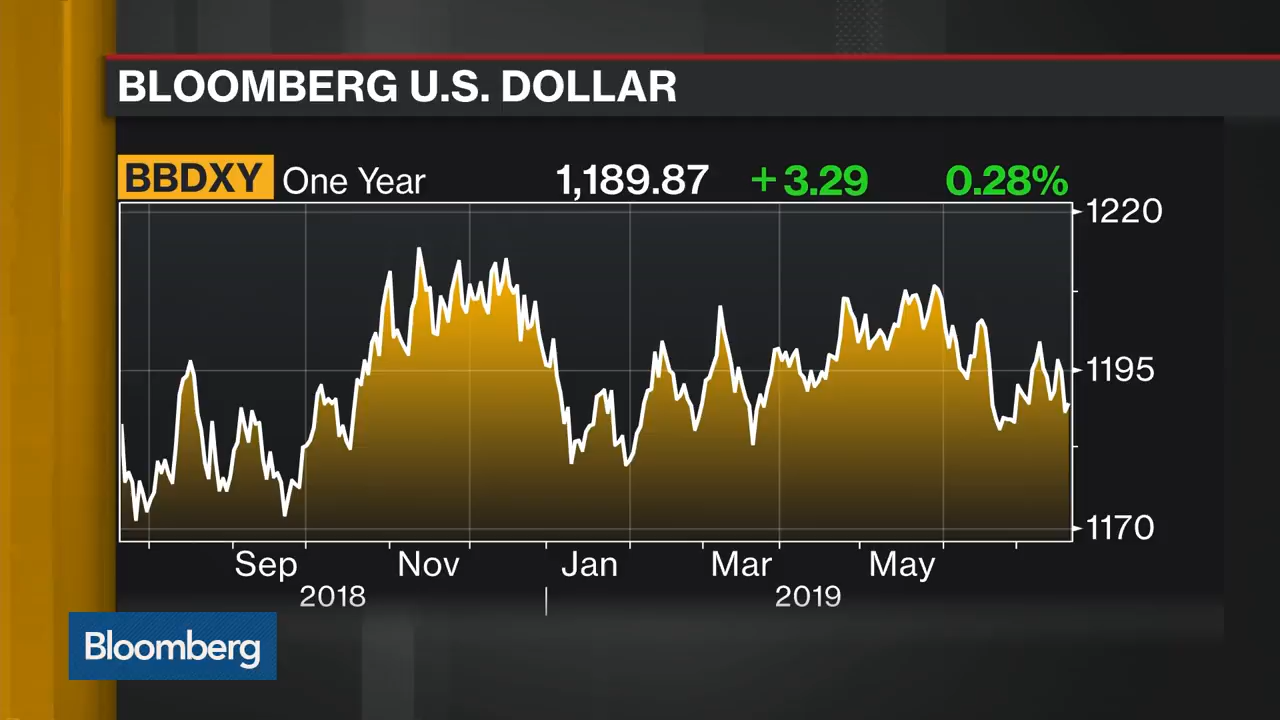 BLOOMBERG U.S. DOLLAR
BBDXY One Year 1,189.87 +3.29 0.28%
1220
1195
1170
Sep Nov Jan Mar May
2018 2019
Bloomberg